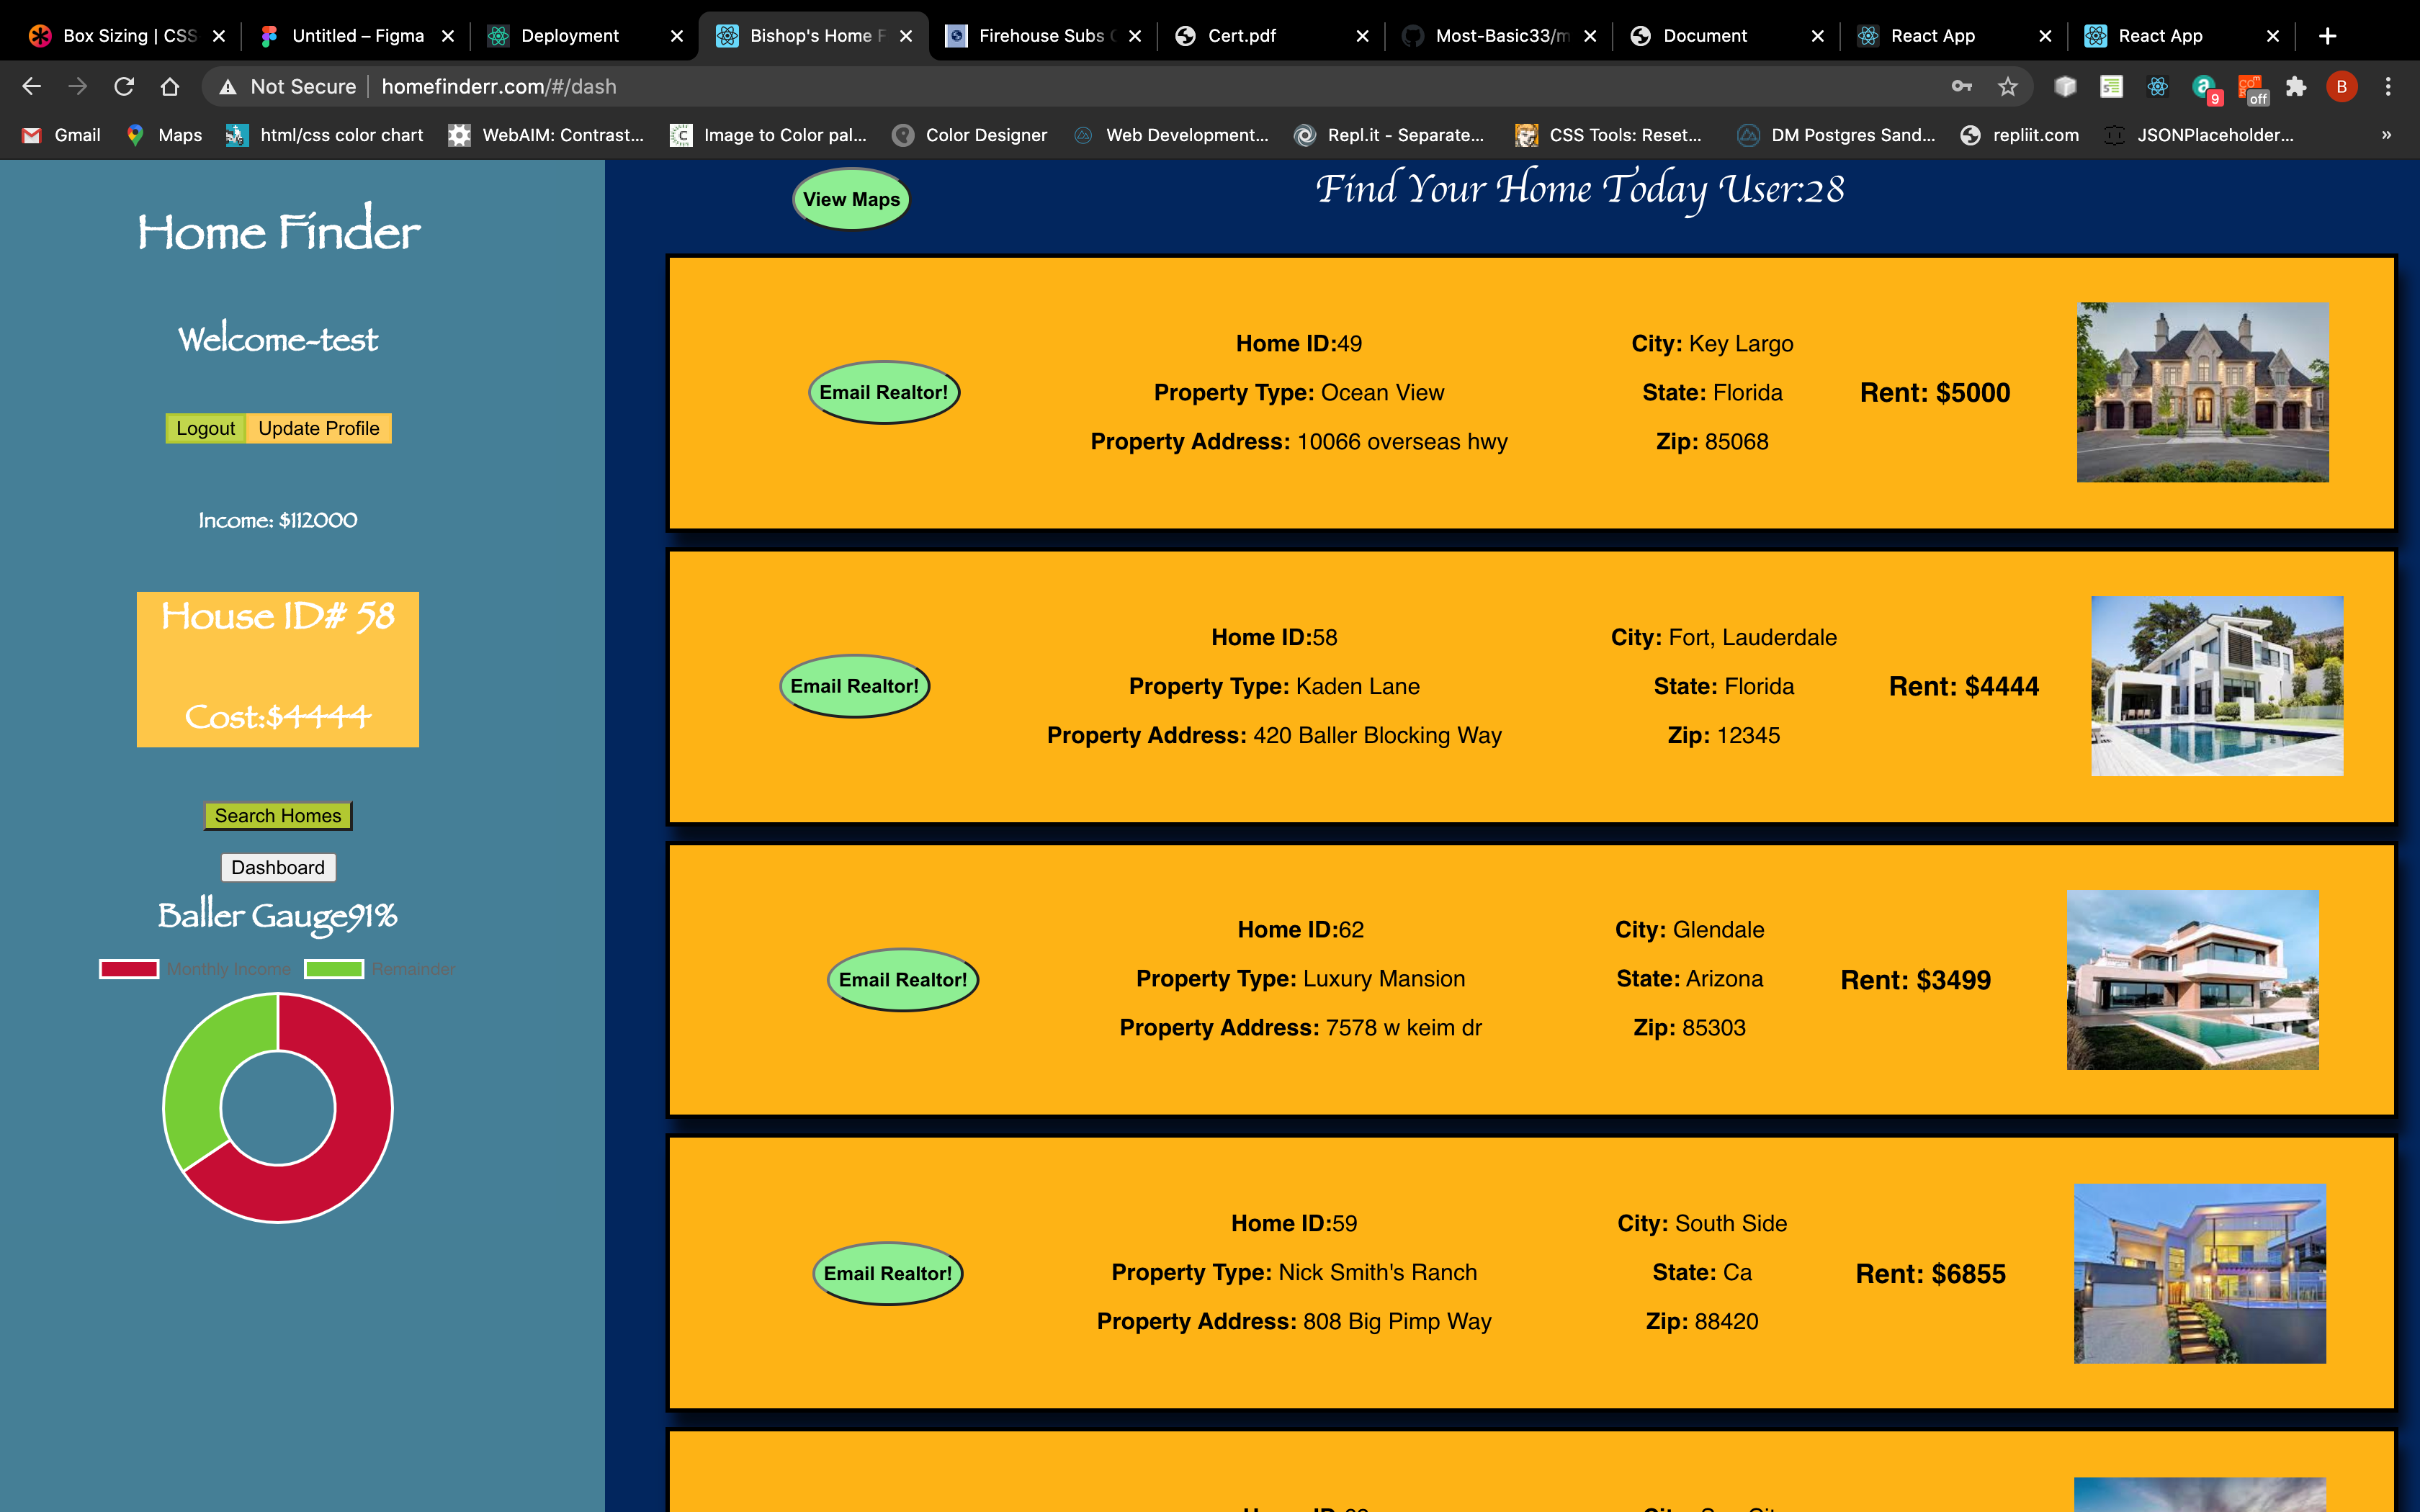 Box Sizing | CSS
Untitled – Figma
Deployment
Bishop's Home F
Firehouse Subs
Cert.pdf
Most-Basic33/m
Document
React App
React App
Not Secure
homefinderr.com/#/dash
9
off
B
Gmail
Maps
html/css color chart
WebAIM: Contrast...
Image to Color pal...
Color Designer
Web Development...
Repl.it - Separate...
CSS Tools: Reset...
DM Postgres Sand...
repliit.com
JSONPlaceholder...
»
Home Finder
Welcome-test
Logout
Update Profile
Income: $112000
House ID# 58
Cost:$4444
Search Homes
Dashboard
Baller Gauge91%
Monthly Income
Remainder
View Maps
Find Your Home Today User:28
Email Realtor!
Home ID:49
Property Type: Ocean View
Property Address: 10066 overseas hwy
City: Key Largo
State: Florida
Zip: 85068
Rent: $5000
Email Realtor!
Home ID:58
Property Type: Kaden Lane
Property Address: 420 Baller Blocking Way
City: Fort, Lauderdale
State: Florida
Zip: 12345
Rent: $4444
Email Realtor!
Home ID:62
Property Type: Luxury Mansion
Property Address: 7578 w keim dr
City: Glendale
State: Arizona
Zip: 85303
Rent: $3499
Email Realtor!
Home ID:59
Property Type: Nick Smith's Ranch
Property Address: 808 Big Pimp Way
City: South Side
State: Ca
Zip: 88420
Rent: $6855